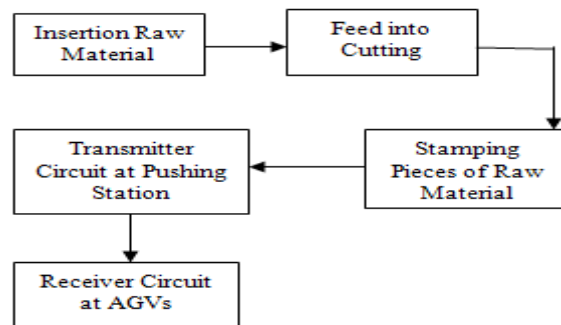 Insertion Raw
Material
Feed into
Cutting
Stamping
Pieces of Raw
Material
Transmitter
Circuit at Pushing
Station
Receiver Circuit
at AGVs